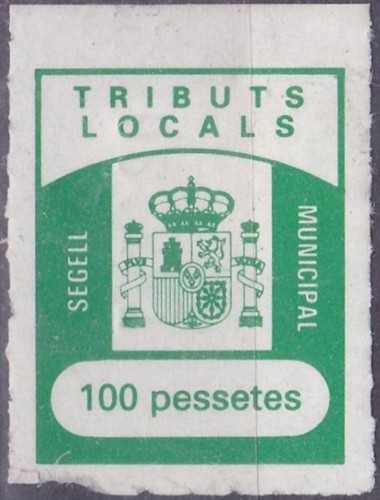 TRIBUTS
LOCALS
SEGELL
MUNICIPAL
100 pessetes